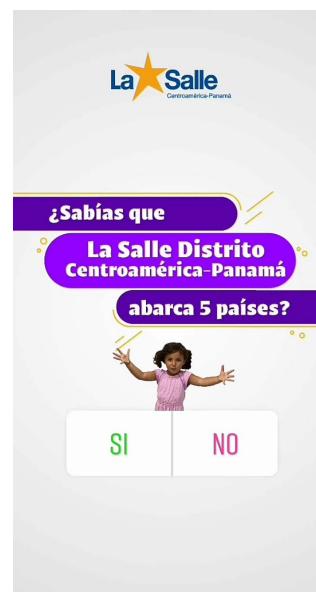 La Salle
Centroamérica-Panamá
¿Sabías que
La Salle Distrito
Centroamérica-Panamá
abarca 5 países?
SI NO